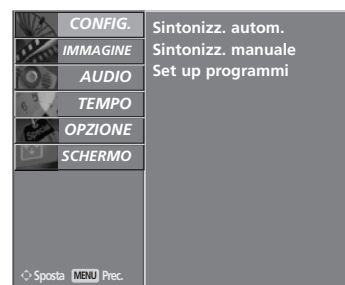 CONFIG.
IMMAGINE
AUDIO
TEMPO
OPZIONE
SCHERMO
Sintonizz. autom.
Sintonizz. manuale
Set up programmi
Sposta MENU Prec.